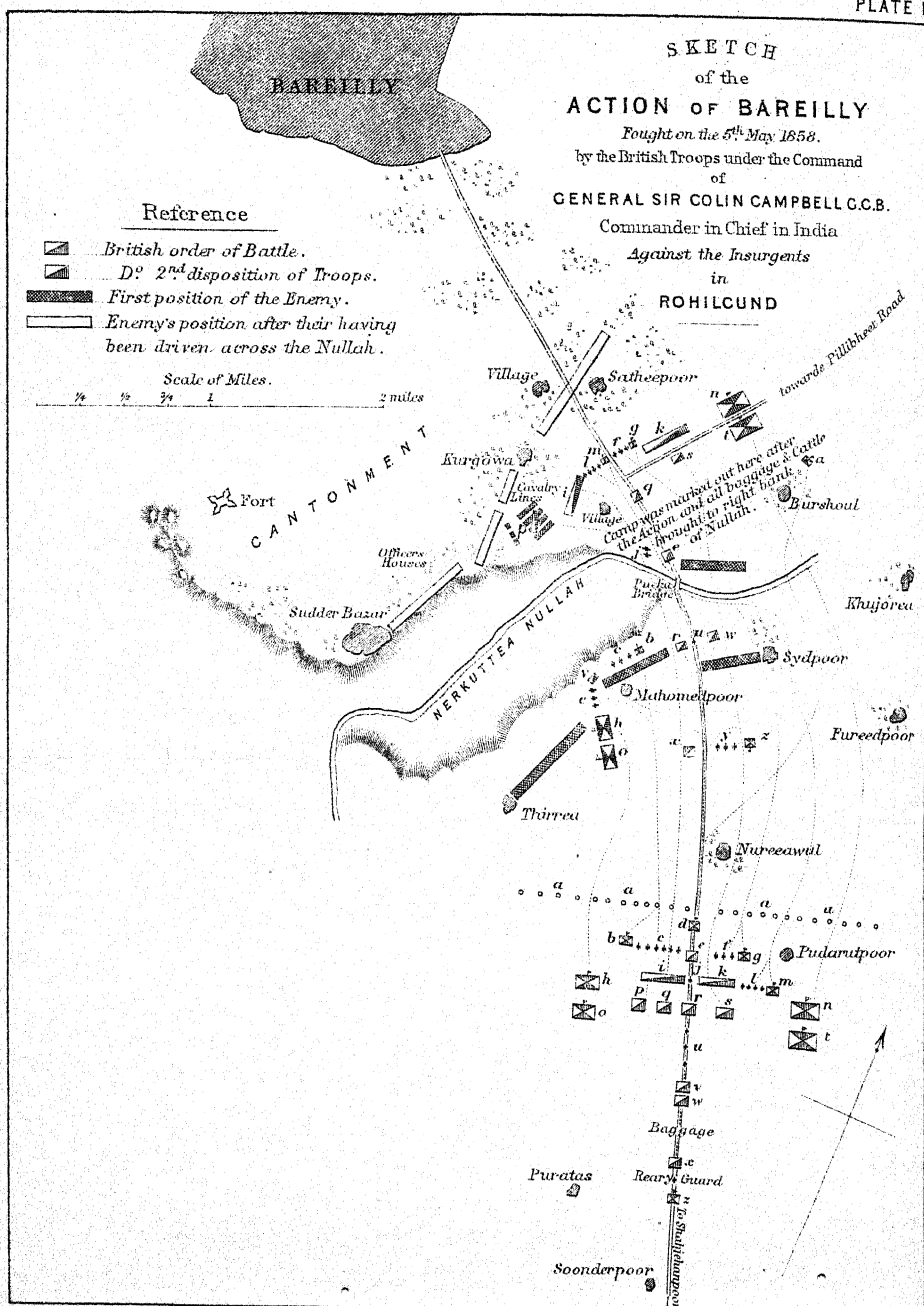 PLATE
SKETCH
of the
ACTION OF BAREILLY
Fought on the 5th May 1858.
by the British Troops under the Command
of
GENERAL SIR COLIN CAMPBELL G.C.B.
Commander in Chief in India
Against the Insurgents
in
ROHILCUND
BAREILLY
Reference
British order of Battle.
Do. 2nd disposition of Troops.
First position of the Enemy.
Enemy's position after their having
been driven across the Nullah.
Scale of Miles.
1/4 1/2 3/4 1 2 miles
towards Pillibheet Road
Village
Satheepoor
n
t
g
k
r
m
l
s
Kurgowa
Cavalry
Lines
i
q
a
Village
Burshoul
Camp was marked out here after
the Action and all baggage & Cattle
brought to right bank
of Nullah.
Fort
CANTONMENT
Officers
Houses
Pucka
Bridge
Khujorea
Sudder Bazar
NERKUTTEA NULLAH
b
r
u
w
Sydpoor
Mahomedpoor
c
Fureedpoor
h
x
y
z
o
Thirrea
Nureeawul
a a a a
d
b c e f g
Pudarutpoor
i J k l m
h
p q r s
n
o
t
u
v
w
Baggage
x
Puratas
Rear Guard
z
To Shahjehanpoor
Soonderpoor